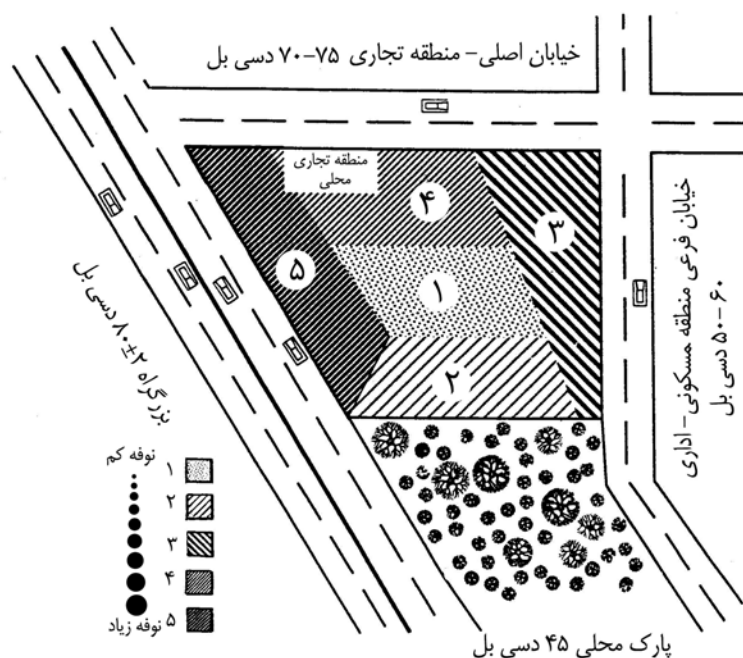 خیابان اصلی- منطقه تجاری ۷۵-۷۰ دسی بل
منطقه تجاری
محلی
۴
۳
۵
۱
۲
خیابان فرعی منطقه مسکونی- اداری
۶۰-۵۰ دسی بل
بزرگراه ۲±۸۰ دسی بل
نوفه کم
۱
۲
۳
۴
۵
نوفه زیاد
پارک محلی ۴۵ دسی بل